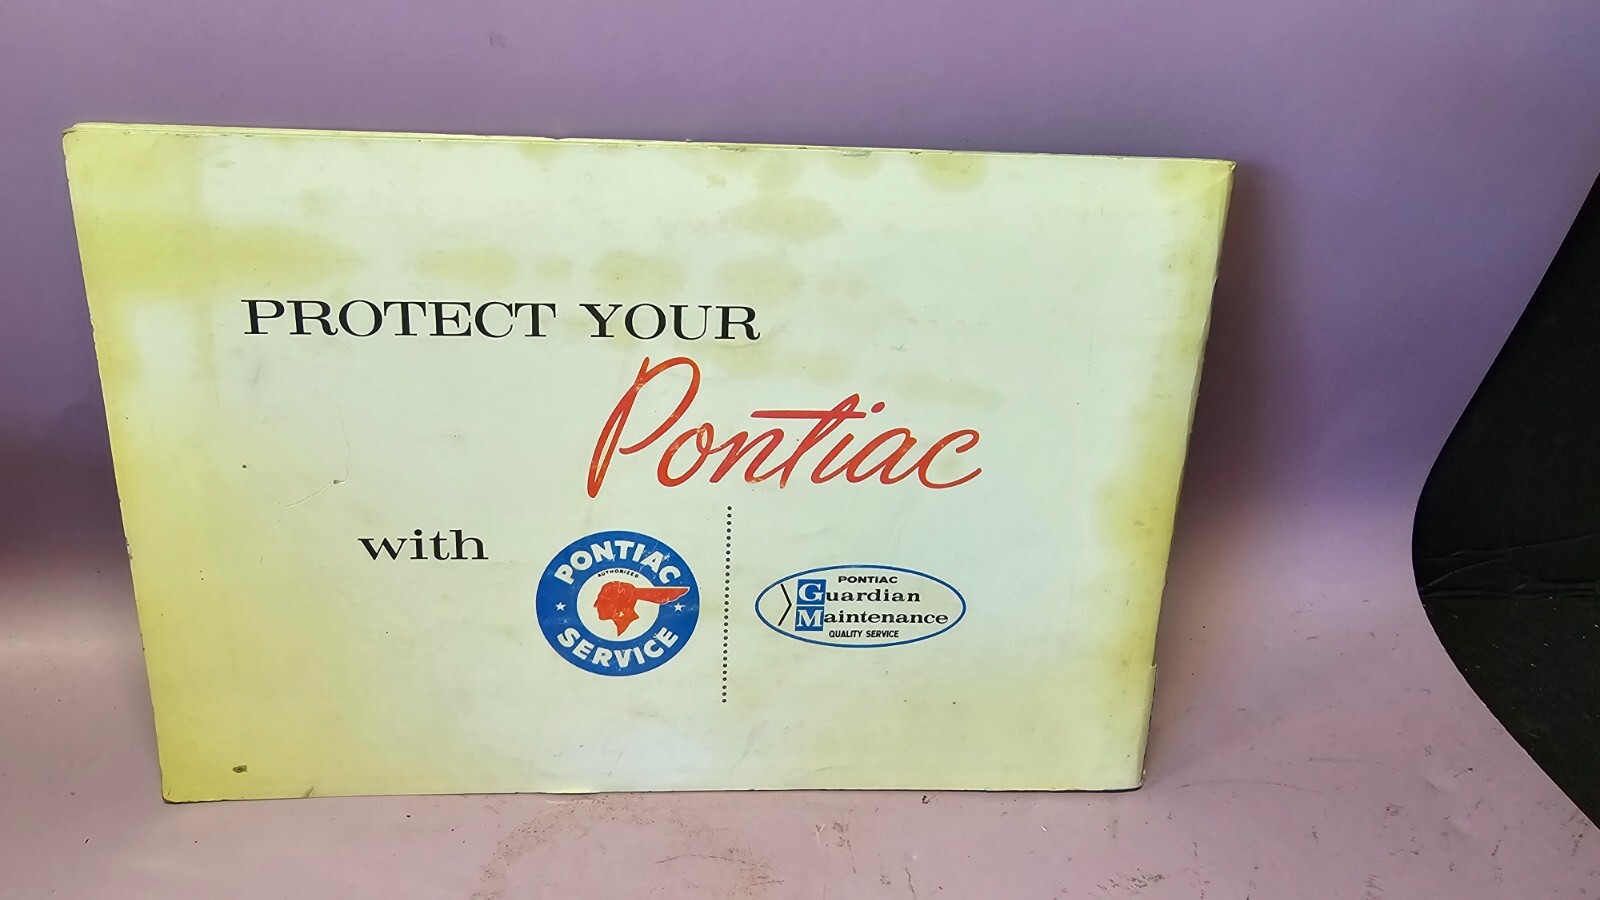 PROTECT YOUR
Pontiac
with
PONTIAC
AUTHORIZED
SERVICE
PONTIAC
Guardian
Maintenance
QUALITY SERVICE